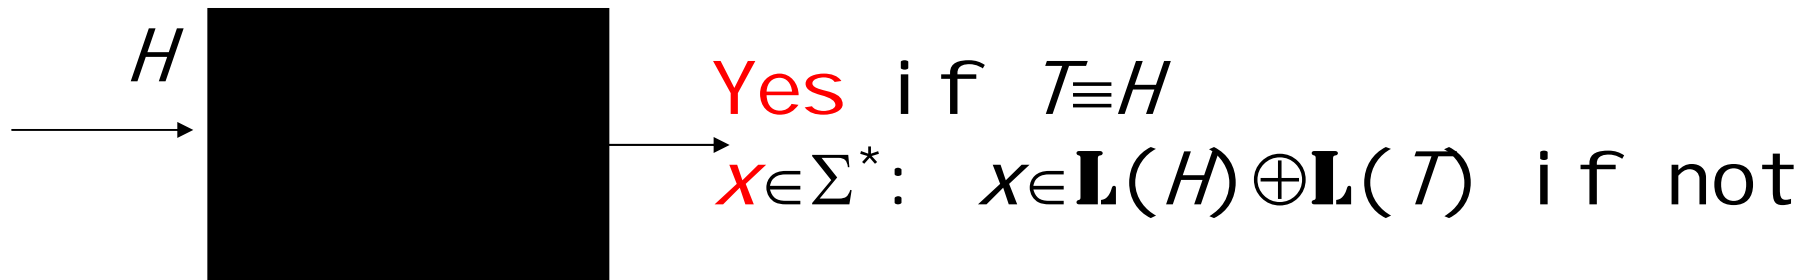 H
Yes if T≡H
x∈Σ*: x∈L(H)⊕L(T) if not